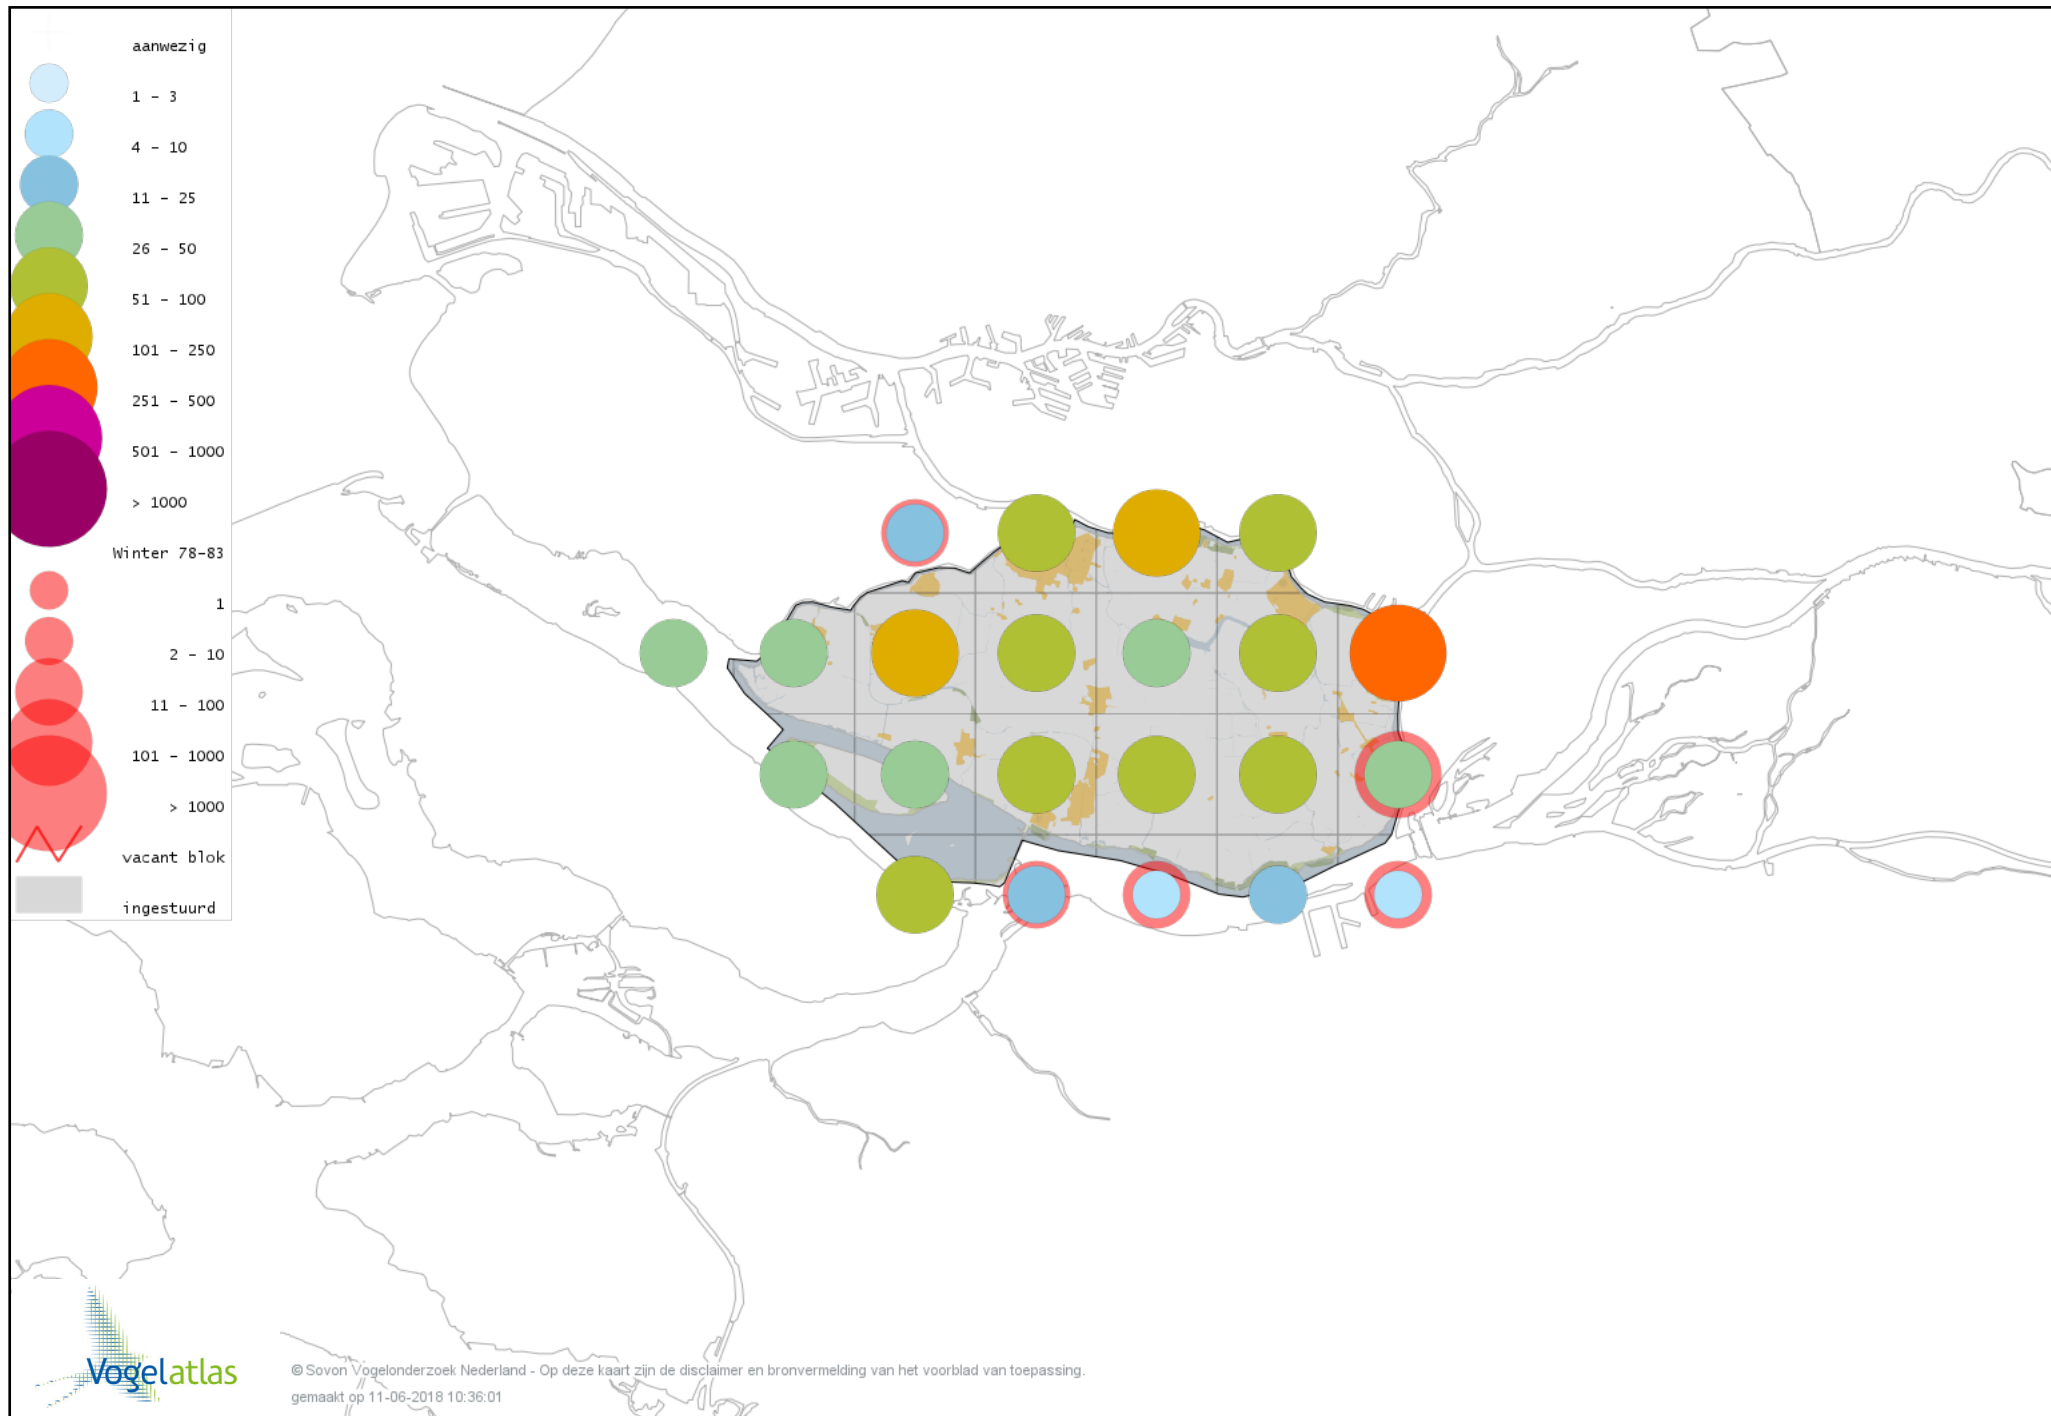 aanwezig
1 – 3
4 – 10
11 – 25
26 – 50
51 – 100
101 – 250
251 – 500
501 – 1000
> 1000
Winter 78-83
1
2 – 10
11 – 100
101 – 1000
> 1000
vacant blok
ingestuurd
Vogelatlas
© Sovon Vogelonderzoek Nederland - Op deze kaart zijn de disclaimer en bronvermelding van het voorblad van toepassing.
gemaakt op 11-06-2018 10:36:01